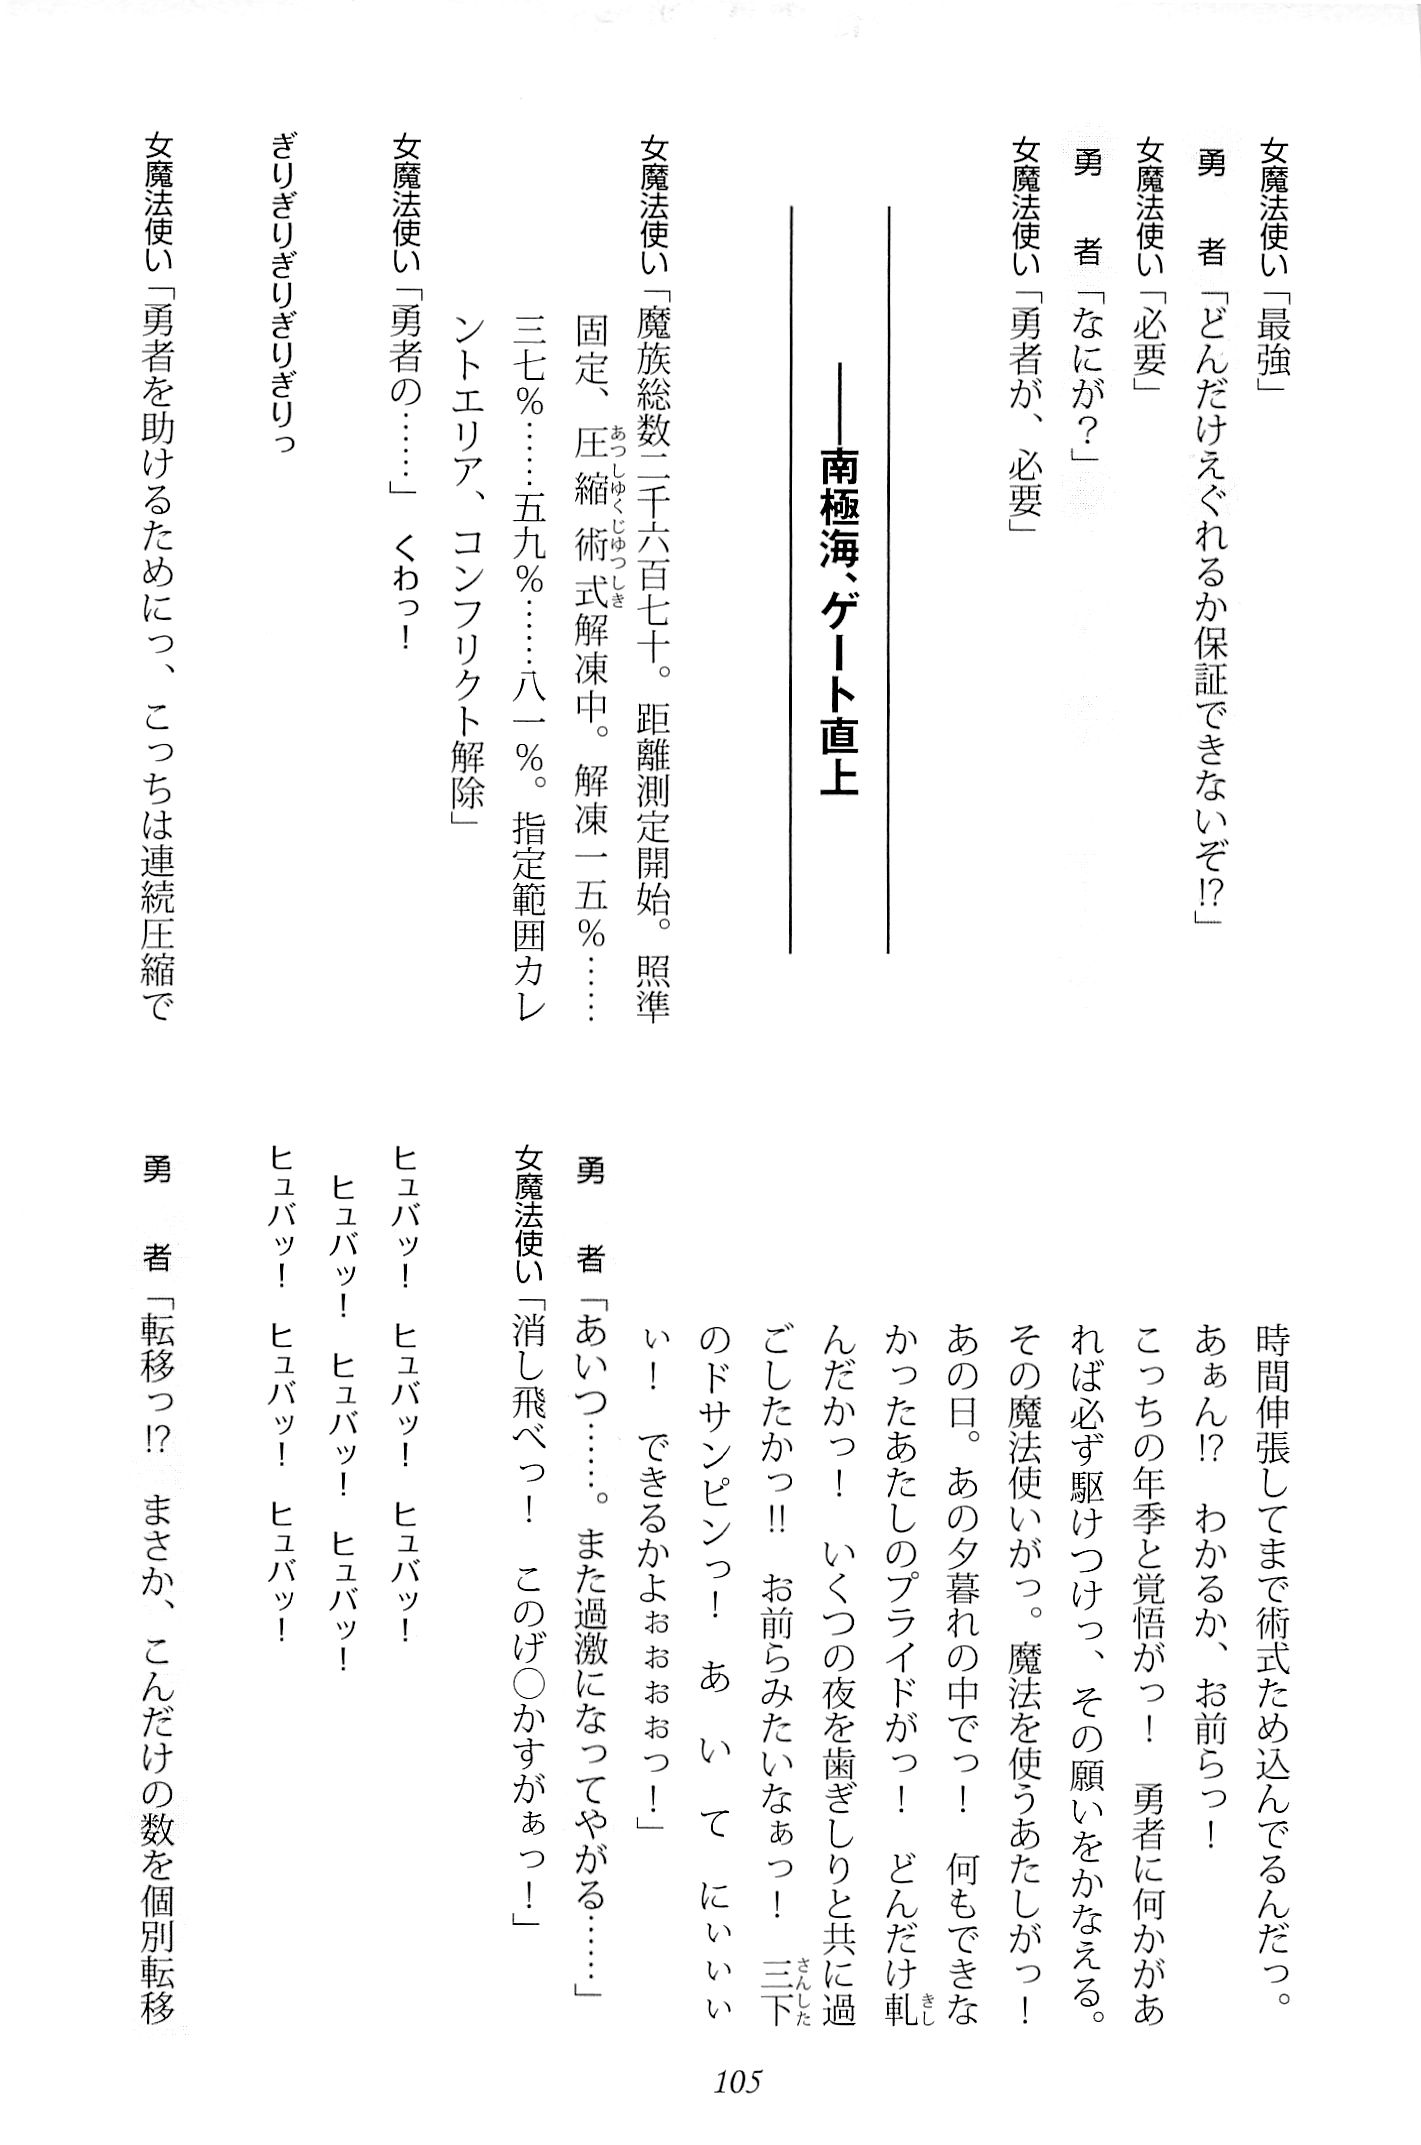 女魔法使い「最強」
勇　者「どんだけえぐれるか保証できないぞ!?」
女魔法使い「必要」
勇　者「なにが？」
女魔法使い「勇者が、必要」
――南極海、ゲート直上
女魔法使い「魔族総数二千六百七十。距離測定開始。照準
固定、圧縮術式解凍中。解凍一五％……
三七％……五九％……八一％。指定範囲カレ
ントエリア、コンフリクト解除」
女魔法使い「勇者の……」　くわっ！
ぎりぎりぎりぎりぎりっ
女魔法使い「勇者を助けるためにっ、こっちは連続圧縮で
時間伸張してまで術式ため込んでるんだっ。
あぁん!?　わかるか、お前らっ！
こっちの年季と覚悟がっ！　勇者に何かがあ
れば必ず駆けつけっ、その願いをかなえる。
その魔法使いがっ。魔法を使うあたしがっ！
あの日。あの夕暮れの中でっ！　何もできな
かったあたしのプライドがっ！　どんだけ軋
んだかっ！　いくつの夜を歯ぎしりと共に過
ごしたかっ!!　お前らみたいなぁっ！　三下
のドサンピンっ！　あ　い　て　にぃぃぃ
ぃ！　できるかよぉぉぉぉっ！」
勇　者「あいつ……。また過激になってやがる……」
女魔法使い「消し飛べっ！　このげ○かすがぁっ！」
ヒュバッ！　ヒュバッ！　ヒュバッ！
ヒュバッ！　ヒュバッ！　ヒュバッ！
ヒュバッ！　ヒュバッ！　ヒュバッ！
勇　者「転移っ!?　まさか、こんだけの数を個別転移
105